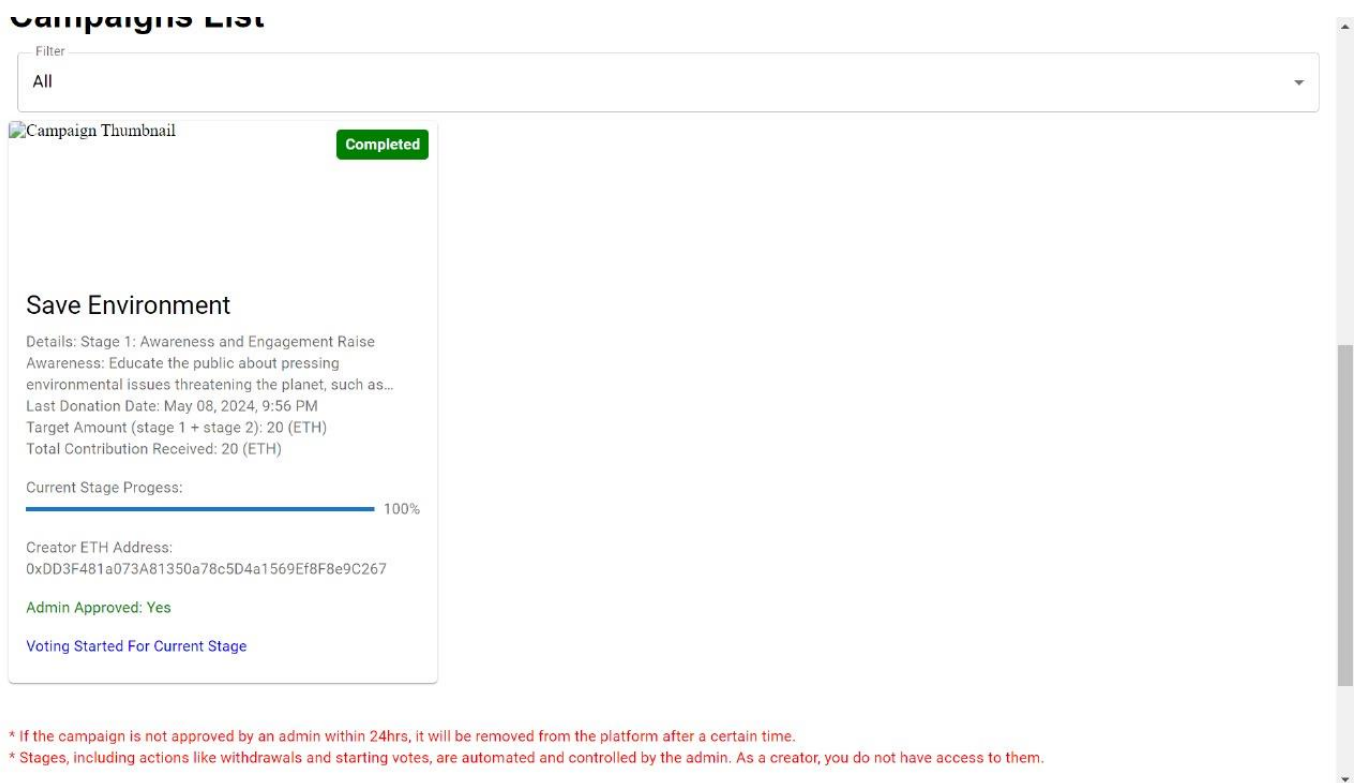 Campaigns List
Filter
All
Campaign Thumbnail
Completed
Save Environment
Details: Stage 1: Awareness and Engagement Raise
Awareness: Educate the public about pressing
environmental issues threatening the planet, such as...
Last Donation Date: May 08, 2024, 9:56 PM
Target Amount (stage 1 + stage 2): 20 (ETH)
Total Contribution Received: 20 (ETH)
Current Stage Progess:
100%
Creator ETH Address:
0xDD3F481a073A81350a78c5D4a1569Ef8F8e9C267
Admin Approved: Yes
Voting Started For Current Stage
* If the campaign is not approved by an admin within 24hrs, it will be removed from the platform after a certain time.
* Stages, including actions like withdrawals and starting votes, are automated and controlled by the admin. As a creator, you do not have access to them.